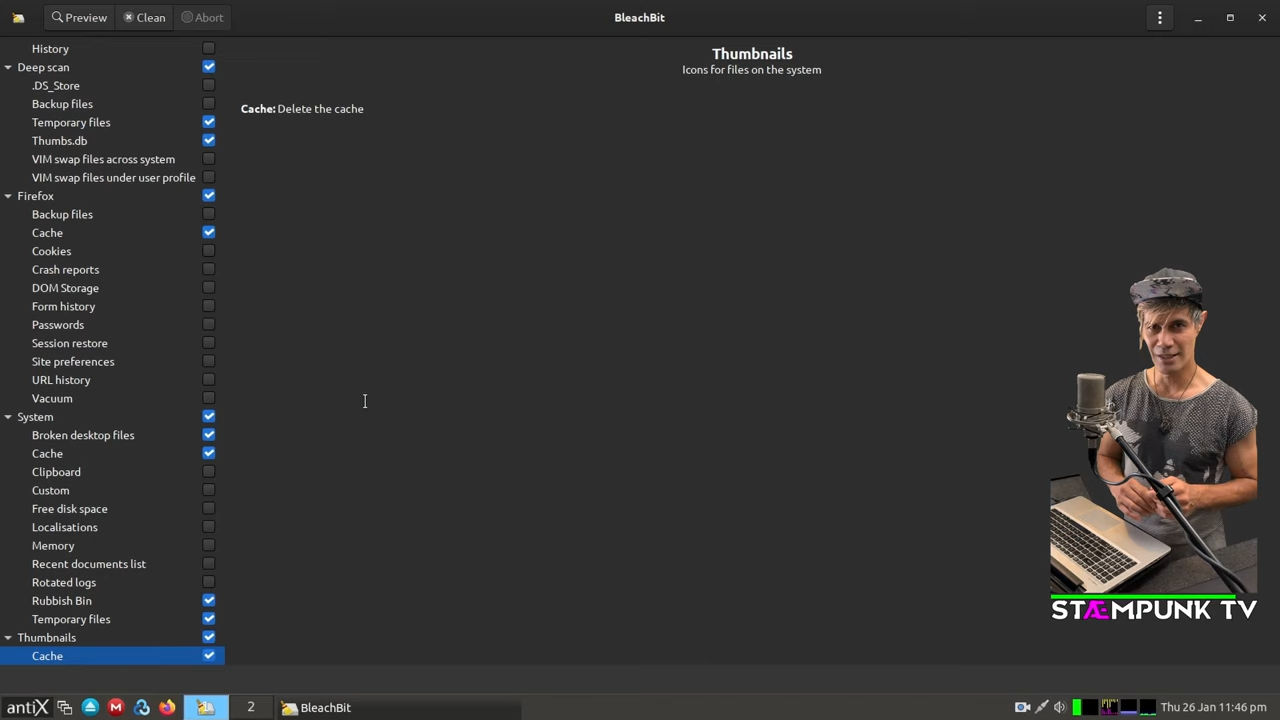 Preview
Clean
Abort
BleachBit
History
Deep scan
.DS_Store
Backup files
Temporary files
Thumbs.db
VIM swap files across system
VIM swap files under user profile
Firefox
Backup files
Cache
Cookies
Crash reports
DOM Storage
Form history
Passwords
Session restore
Site preferences
URL history
Vacuum
System
Broken desktop files
Cache
Clipboard
Custom
Free disk space
Localisations
Memory
Recent documents list
Rotated logs
Rubbish Bin
Temporary files
Thumbnails
Cache
Thumbnails
Icons for files on the system
Cache: Delete the cache
STÆMPUNK TV
antiX
2
BleachBit
Thu 26 Jan 11:46 pm